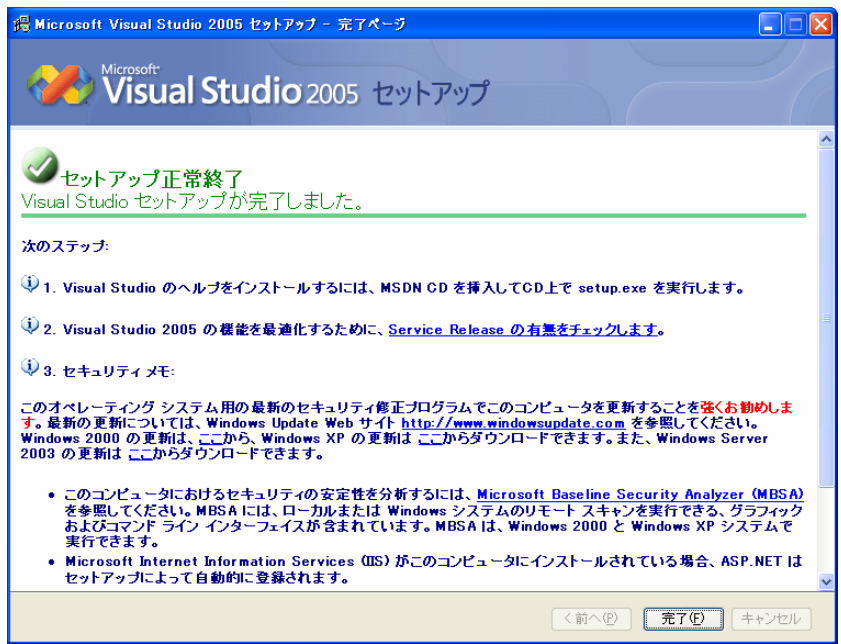 Microsoft Visual Studio 2005 セットアップ - 完了ページ
Microsoft
Visual Studio 2005 セットアップ
セットアップ正常終了
Visual Studio セットアップが完了しました。
次のステップ:
1. Visual Studio のヘルプをインストールするには、MSDN CD を挿入してCD上で setup.exe を実行します。
2. Visual Studio 2005 の機能を最適化するために、Service Release の有無をチェックします。
3. セキュリティ メモ:
このオペレーティング システム用の最新のセキュリティ修正プログラムでこのコンピュータを更新することを強くお勧めしま
す。最新の更新については、Windows Update Web サイト http://www.windowsupdate.com を参照してください。
Windows 2000 の更新は、ここから、Windows XP の更新は ここからダウンロードできます。また、Windows Server
2003 の更新は ここからダウンロードできます。
• このコンピュータにおけるセキュリティの安定性を分析するには、Microsoft Baseline Security Analyzer (MBSA)
を参照してください。MBSA には、ローカルまたは Windows システムのリモート スキャンを実行できる、グラフィック
およびコマンド ライン インターフェイスが含まれています。MBSA は、Windows 2000 と Windows XP システムで
実行できます。
• Microsoft Internet Information Services (IIS) がこのコンピュータにインストールされている場合、ASP.NET は
セットアップによって自動的に登録されます。
< 前へ(P) 完了(F) キャンセル